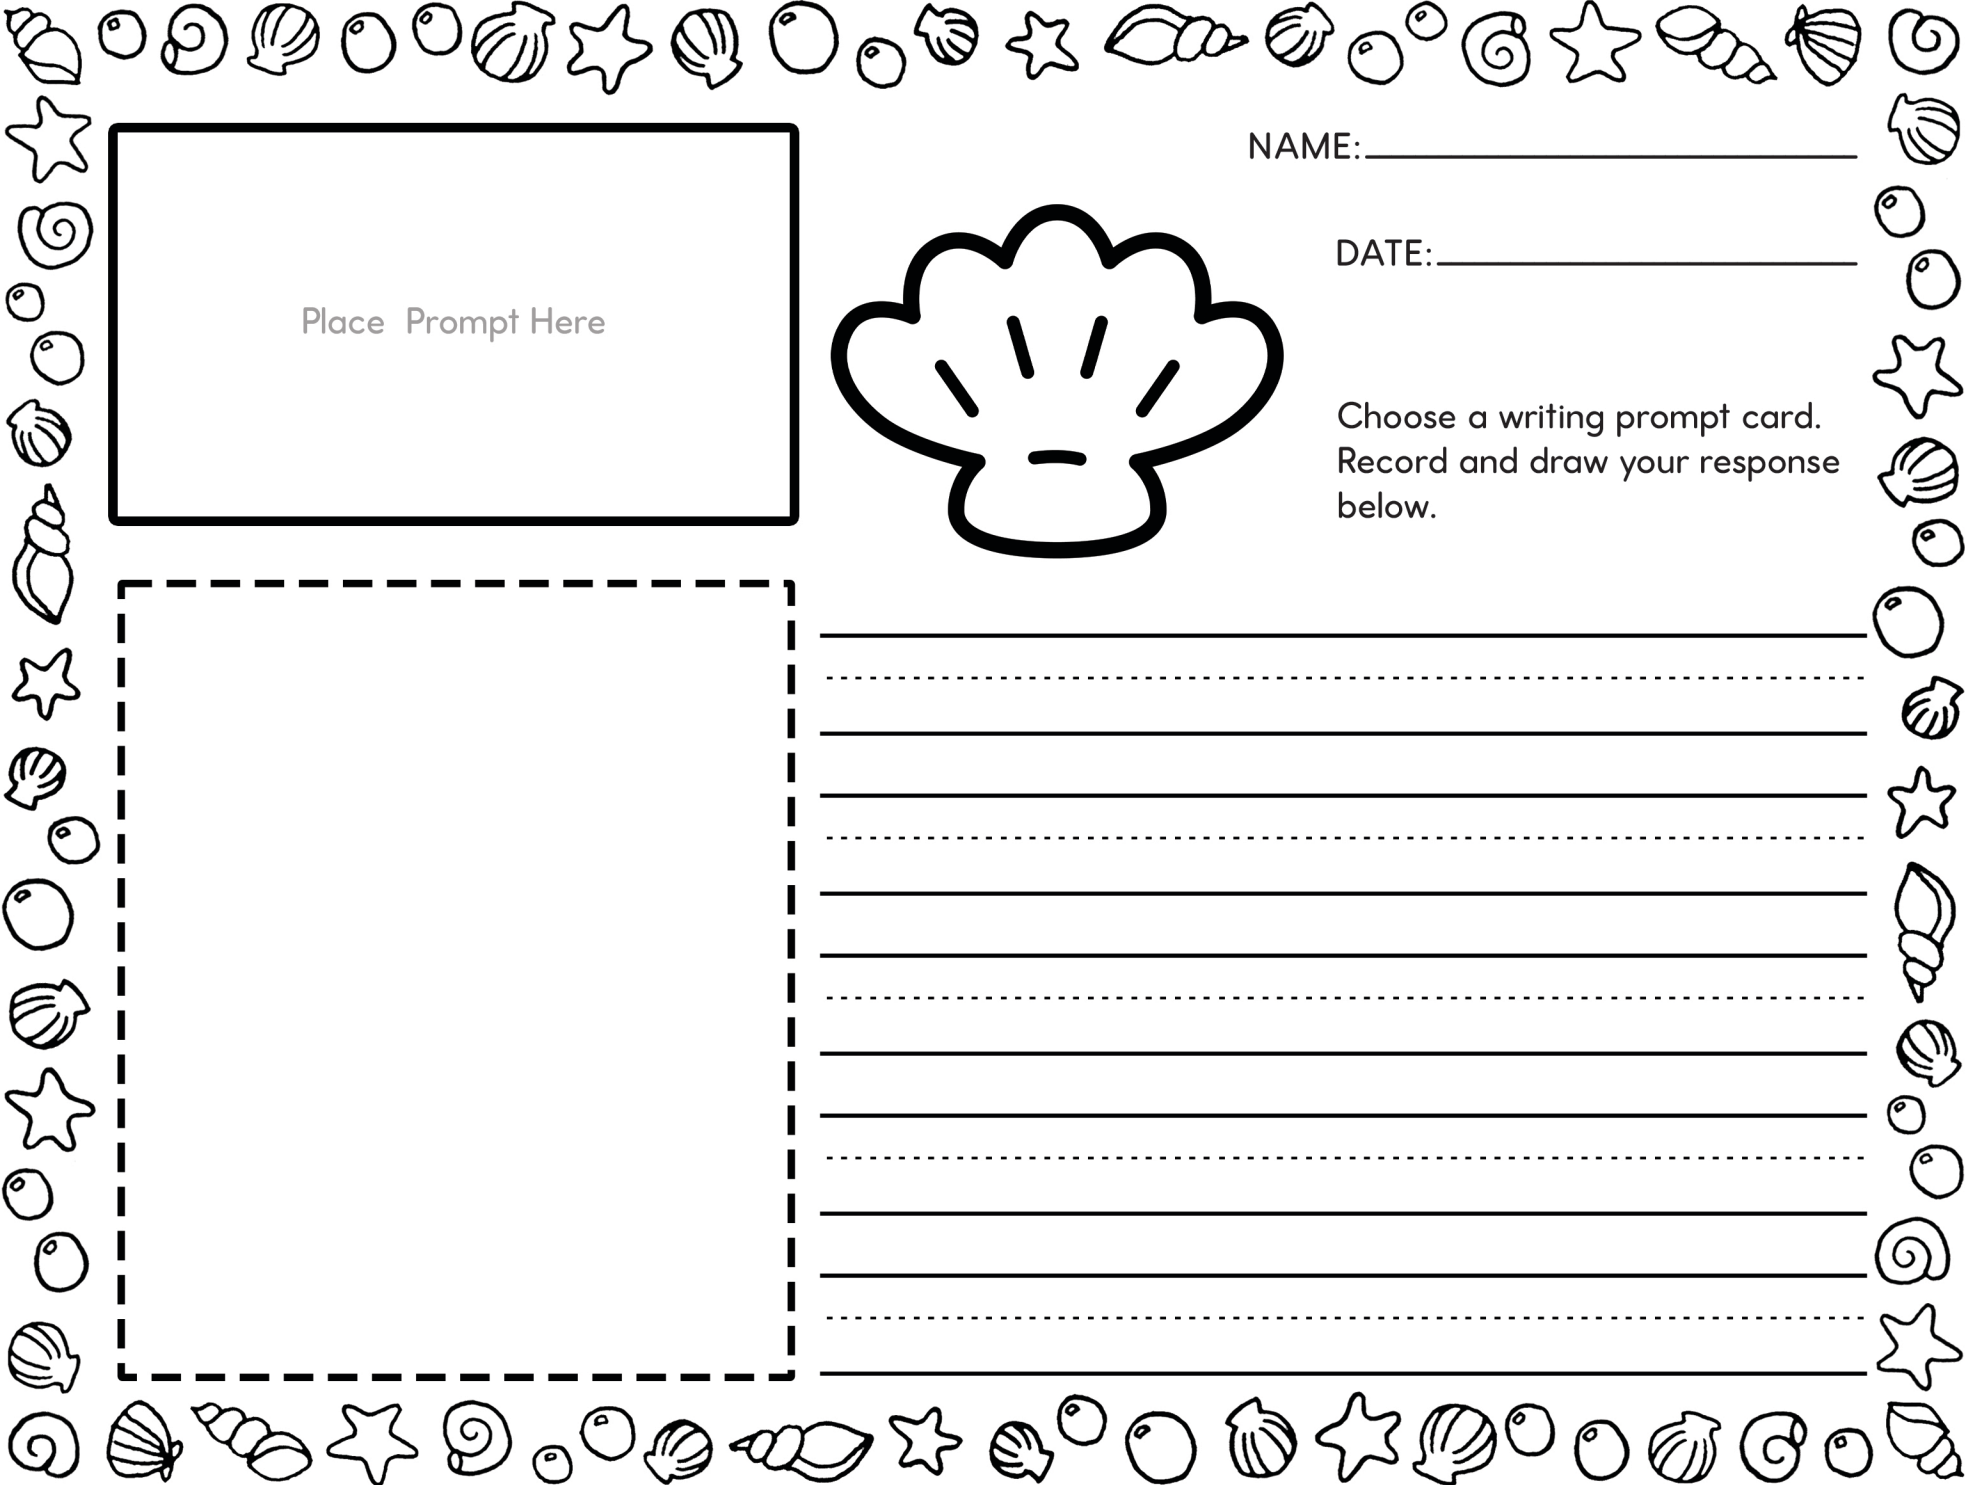 NAME:
DATE:
Place Prompt Here
Choose a writing prompt card.
Record and draw your response
below.